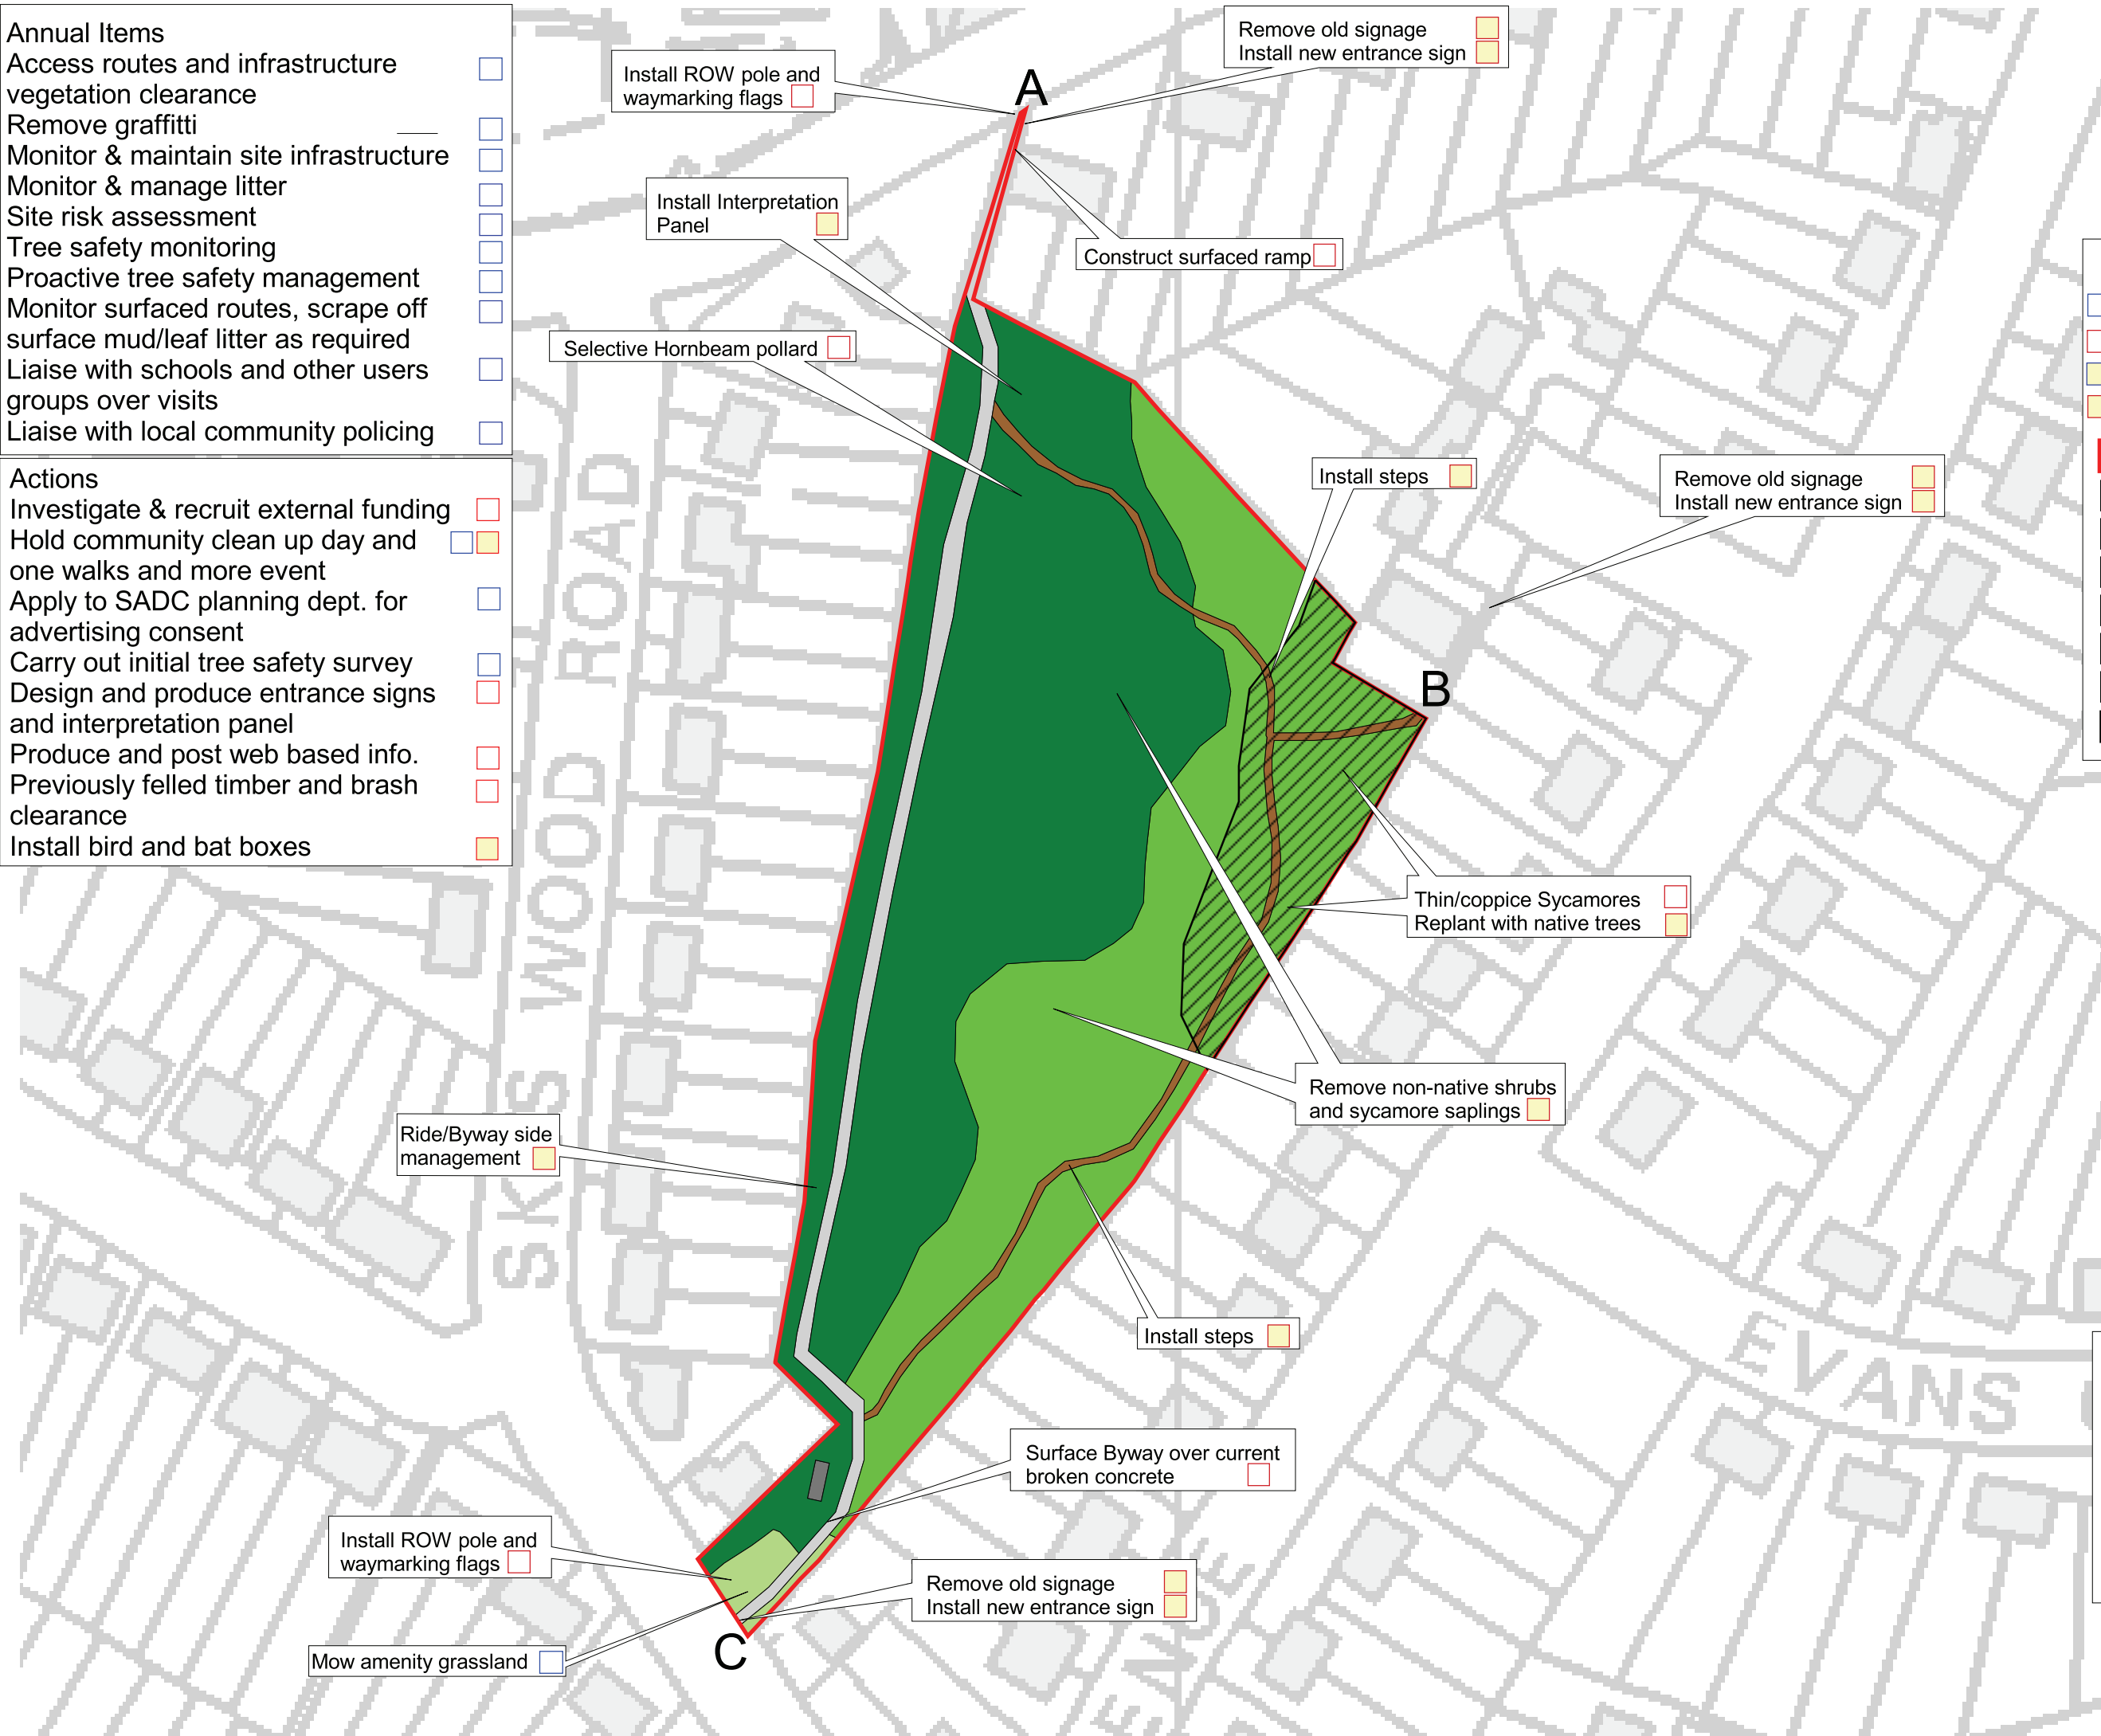 Annual Items
Access routes and infrastructure
vegetation clearance
Remove graffitti
Monitor & maintain site infrastructure
Monitor & manage litter
Site risk assessment
Tree safety monitoring
Proactive tree safety management
Monitor surfaced routes, scrape off
surface mud/leaf litter as required
Liaise with schools and other users
groups over visits
Liaise with local community policing
Actions
Investigate & recruit external funding
Hold community clean up day and
one walks and more event
Apply to SADC planning dept. for
advertising consent
Carry out initial tree safety survey
Design and produce entrance signs
and interpretation panel
Produce and post web based info.
Previously felled timber and brash
clearance
Install bird and bat boxes
Remove old signage
Install new entrance sign
Install ROW pole and
waymarking flags
A
Install Interpretation
Panel
Construct surfaced ramp
Selective Hornbeam pollard
Install steps
Remove old signage
Install new entrance sign
B
SKYS WOOD ROAD
Thin/coppice Sycamores
Replant with native trees
Remove non-native shrubs
and sycamore saplings
Ride/Byway side
management
Install steps
EVANS
Surface Byway over current
broken concrete
Install ROW pole and
waymarking flags
Remove old signage
Install new entrance sign
C
Mow amenity grassland